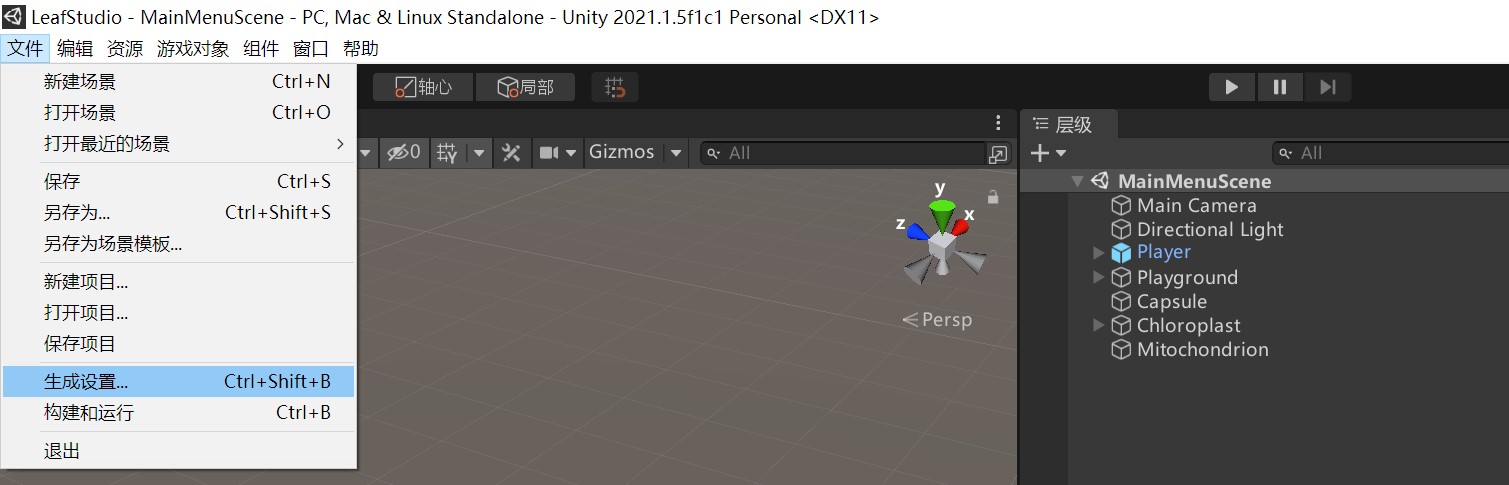 LeafStudio - MainMenuScene - PC, Mac & Linux Standalone - Unity 2021.1.5f1c1 Personal <DX11>
文件 编辑 资源 游戏对象 组件 窗口 帮助
新建场景 Ctrl+N
打开场景 Ctrl+O
打开最近的场景
保存 Ctrl+S
另存为... Ctrl+Shift+S
另存为场景模板...
新建项目...
打开项目...
保存项目
生成设置... Ctrl+Shift+B
构建和运行 Ctrl+B
退出
轴心 局部
0 Gizmos All
y
x
z
Persp
层级
All
MainMenuScene
Main Camera
Directional Light
Player
Playground
Capsule
Chloroplast
Mitochondrion